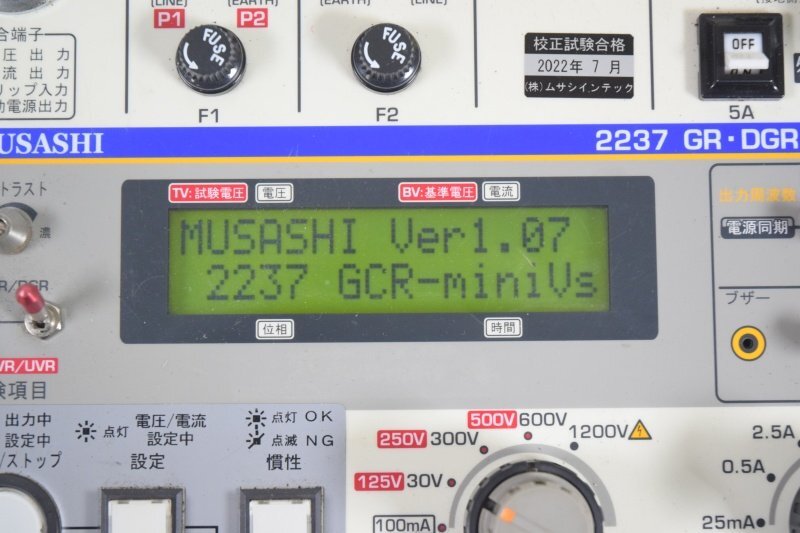 (LINE)
(EARTH)
(LINE)
(EARTH)
P1
P2
FUSE
FUSE
F1
F2
合端子
圧出力
流出力
リップ入力
動電源出力
校正試験合格
2022年 7月
(株)ムサシインテック
OFF
5A
USASHI
2237 GR・DGR
トラスト
濃
R/DGR
VR/UVR
験項目
TV:試験電圧 電圧
BV:基準電圧 電流
MUSASHI Ver1.07
2237 GCR-miniVs
位相
時間
出力周波数
電源同期
ブザー
出力中
設定中
/ストップ
点灯 電圧/電流
設定中
設定
点灯 OK
点滅 NG
慣性
500V 600V
250V 300V
1200V
125V 30V
100mA
2.5A
0.5A
25mA